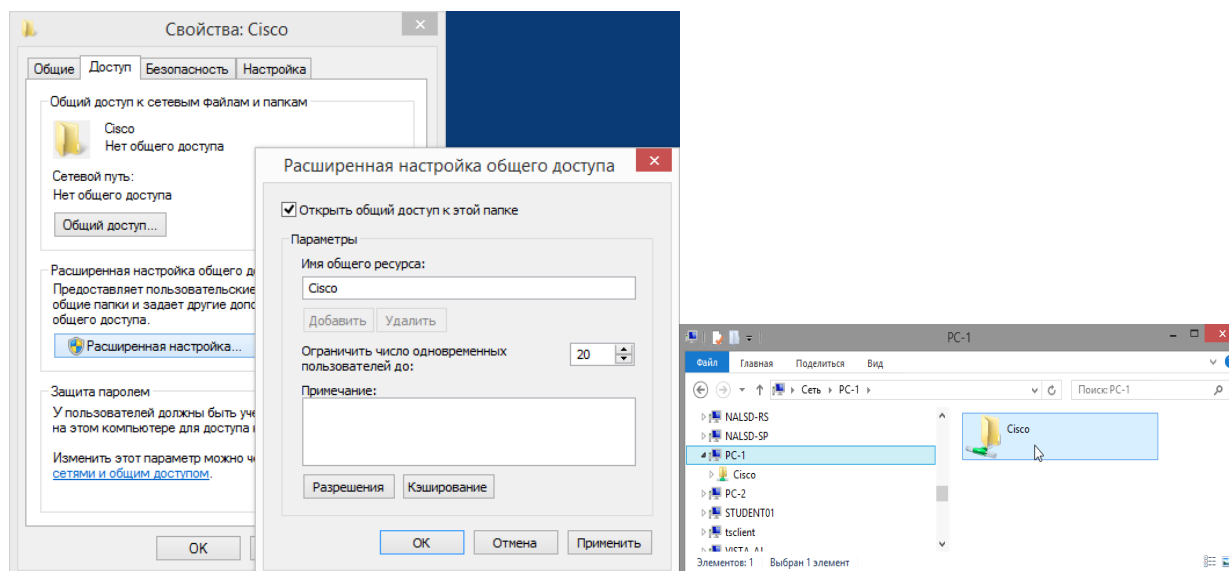 Свойства: Cisco
Общие Доступ Безопасность Настройка
Общий доступ к сетевым файлам и папкам
Cisco
Нет общего доступа
Сетевой путь:
Нет общего доступа
Общий доступ...
Расширенная настройка общего
Предоставляет пользовательские
общие папки и задает другие
общего доступа.
Расширенная настройка...
Защита паролем
У пользователей должны быть
на этом компьютере для доступа
Изменить этот параметр можно
сетями и общим доступом.
ОК
Расширенная настройка общего доступа
Открыть общий доступ к этой папке
Параметры
Имя общего ресурса:
Cisco
Добавить Удалить
Ограничить число одновременных
пользователей до:
20
Примечание:
Разрешения Кэширование
ОК Отмена Применить
PC-1
Файл Главная Поделиться Вид
Сеть PC-1 Поиск: PC-1
NALSD-RS
NALSD-SP
PC-1
Cisco
PC-2
STUDENT01
tsclient
Cisco
Элементов: 1 Выбран 1 элемент